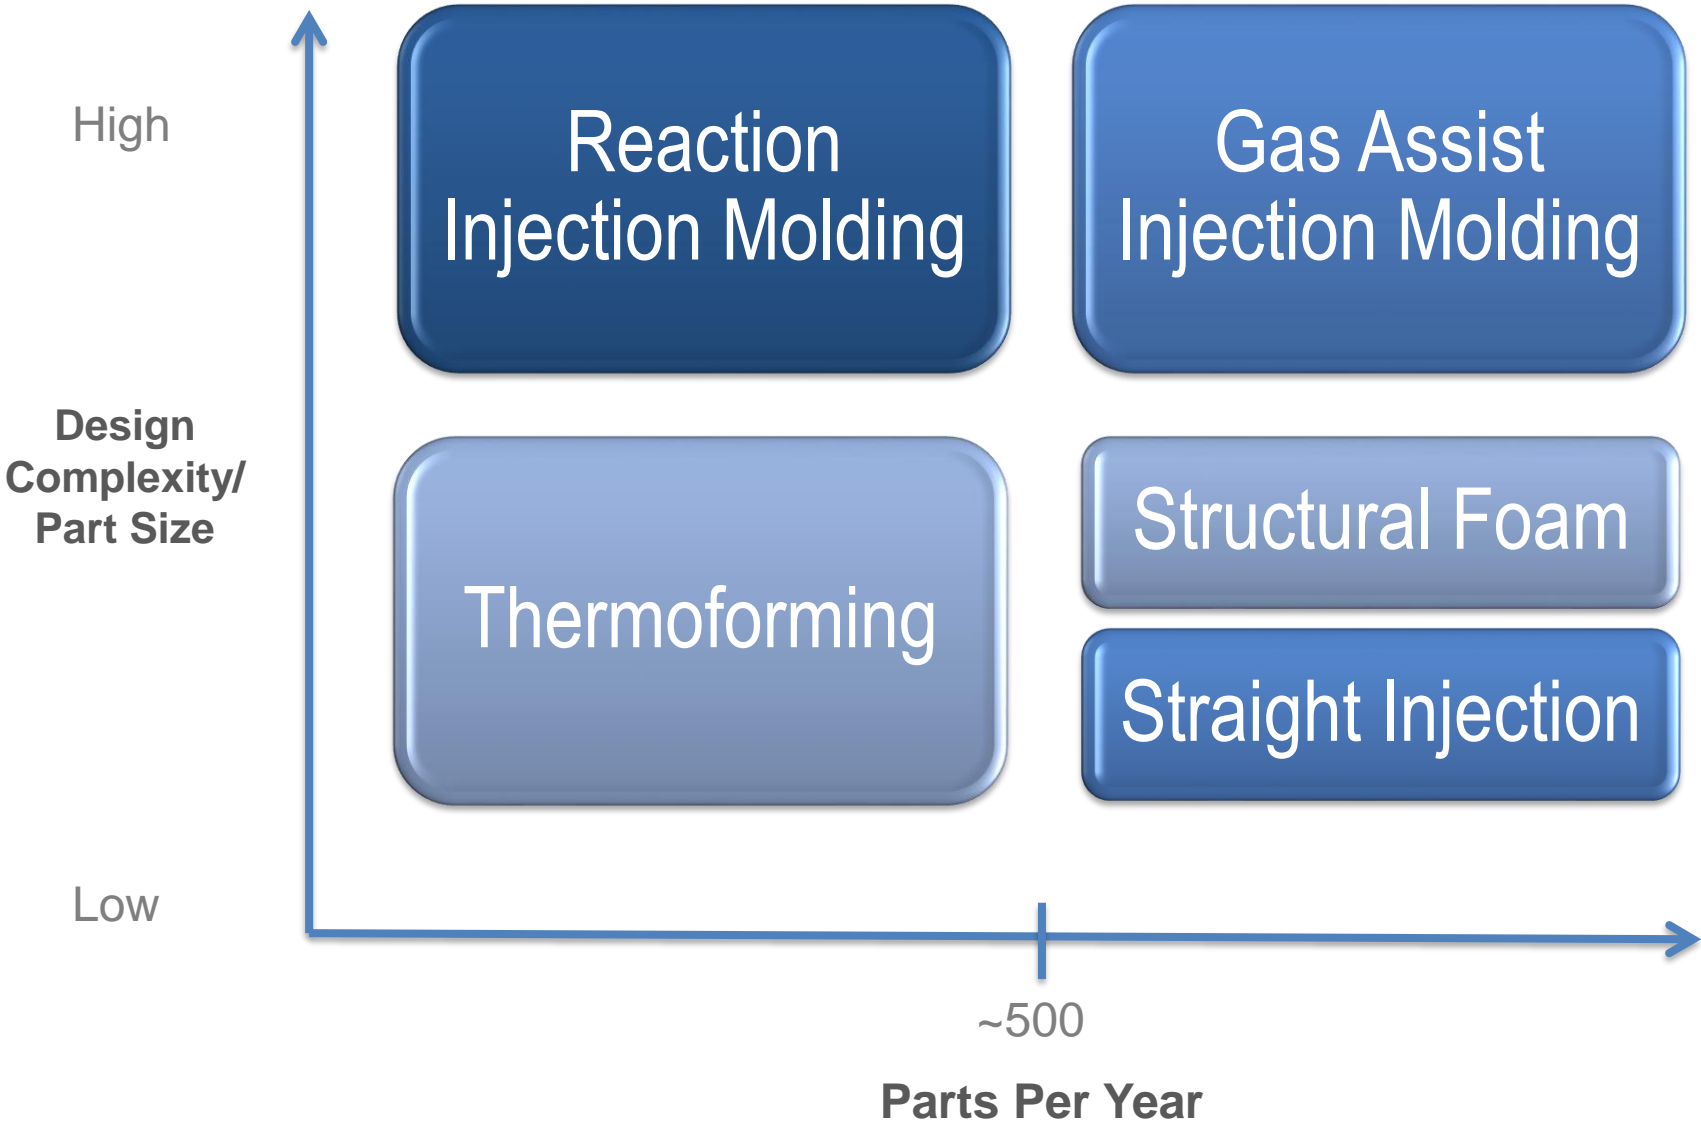 High
Reaction
Injection Molding
Gas Assist
Injection Molding
Design
Complexity/
Part Size
Thermoforming
Structural Foam
Straight Injection
Low
~500
Parts Per Year